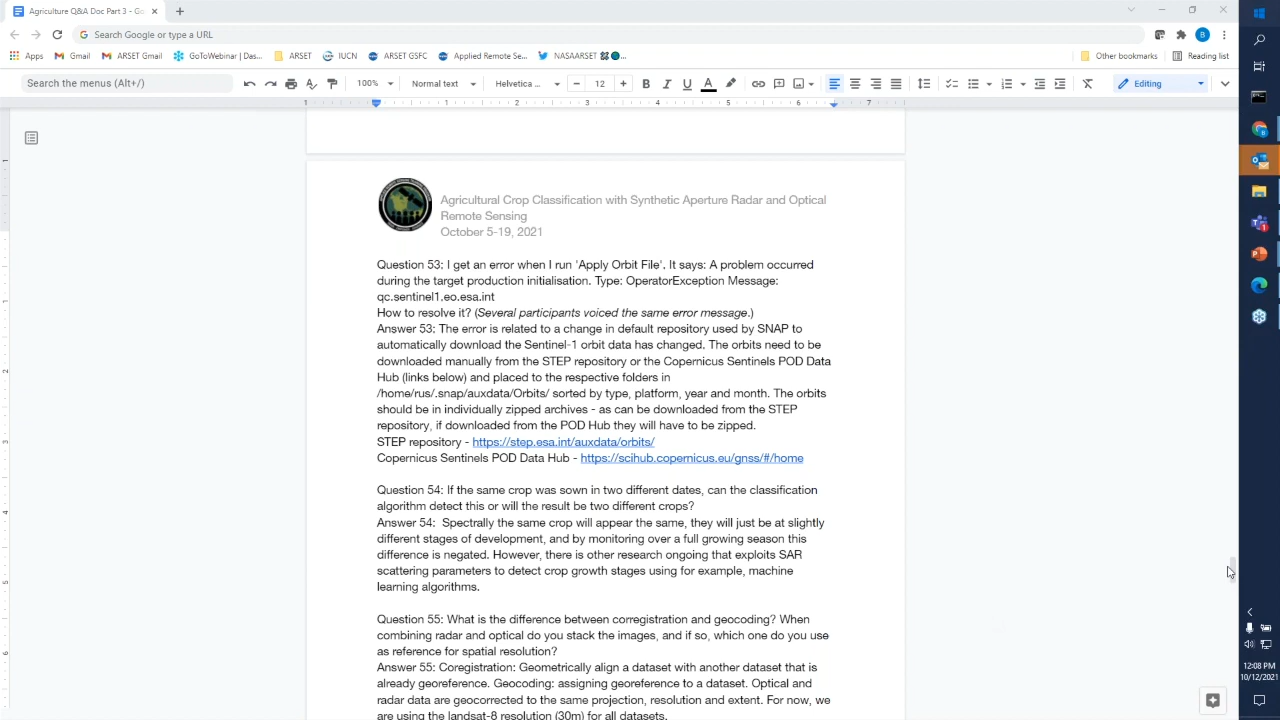 Agriculture Q&A Doc Part 3 - Go
Search Google or type a URL
B
Apps
Gmail
ARSET Gmail
GoToWebinar | Das...
ARSET
IUCN
ARSET GSFC
Applied Remote Se...
NASAARSET
Other bookmarks
Reading list
Search the menus (Alt+/)
100%
Normal text
Helvetica ...
12
B
I
U
A
Editing
1 1 2 3 4 5 6 7
Agricultural Crop Classification with Synthetic Aperture Radar and Optical
Remote Sensing
October 5-19, 2021
Question 53: I get an error when I run 'Apply Orbit File'. It says: A problem occurred
during the target production initialisation. Type: OperatorException Message:
qc.sentinel1.eo.esa.int
How to resolve it? (Several participants voiced the same error message.)
Answer 53: The error is related to a change in default repository used by SNAP to
automatically download the Sentinel-1 orbit data has changed. The orbits need to be
downloaded manually from the STEP repository or the Copernicus Sentinels POD Data
Hub (links below) and placed to the respective folders in
/home/rus/.snap/auxdata/Orbits/ sorted by type, platform, year and month. The orbits
should be in individually zipped archives - as can be downloaded from the STEP
repository, if downloaded from the POD Hub they will have to be zipped.
STEP repository - https://step.esa.int/auxdata/orbits/
Copernicus Sentinels POD Data Hub - https://scihub.copernicus.eu/gnss/#/home
Question 54: If the same crop was sown in two different dates, can the classification
algorithm detect this or will the result be two different crops?
Answer 54:  Spectrally the same crop will appear the same, they will just be at slightly
different stages of development, and by monitoring over a full growing season this
difference is negated. However, there is other research ongoing that exploits SAR
scattering parameters to detect crop growth stages using for example, machine
learning algorithms.
Question 55: What is the difference between corregistration and geocoding? When
combining radar and optical do you stack the images, and if so, which one do you use
as reference for spatial resolution?
Answer 55: Coregistration: Geometrically align a dataset with another dataset that is
already georeference. Geocoding: assigning georeference to a dataset. Optical and
radar data are geocorrected to the same projection, resolution and extent. For now, we
are using the landsat-8 resolution (30m) for all datasets.
12:08 PM
10/12/2021